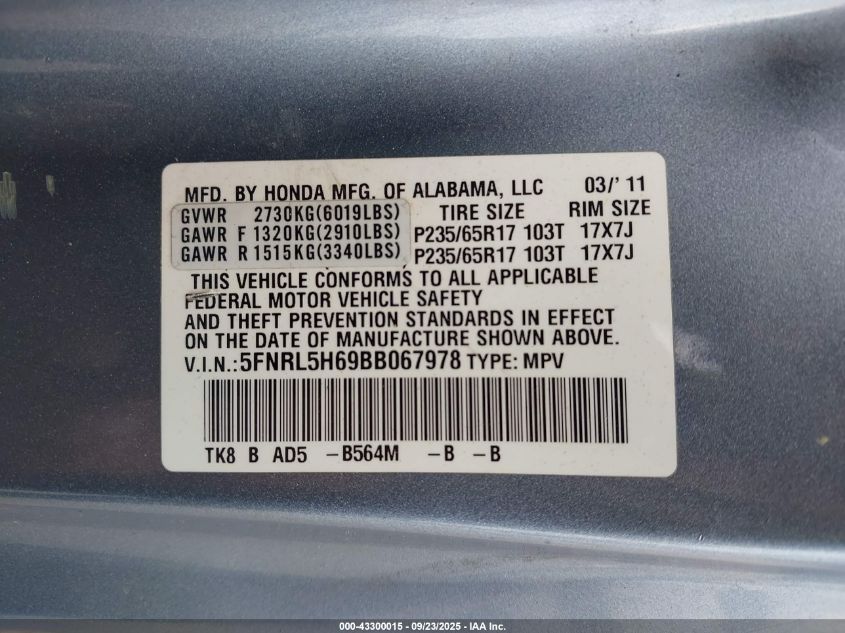 MFD. BY HONDA MFG. OF ALABAMA, LLC 03/'11
GVWR 2730KG(6019LBS) TIRE SIZE RIM SIZE
GAWR F 1320KG(2910LBS) P235/65R17 103T 17X7J
GAWR R 1515KG(3340LBS) P235/65R17 103T 17X7J
THIS VEHICLE CONFORMS TO ALL APPLICABLE
FEDERAL MOTOR VEHICLE SAFETY
AND THEFT PREVENTION STANDARDS IN EFFECT
ON THE DATE OF MANUFACTURE SHOWN ABOVE.
V.I.N.:5FNRL5H69BB067978 TYPE: MPV
TK8 B AD5 -B564M -B -B
000-43300015 - 09/23/2025 - IAA Inc.